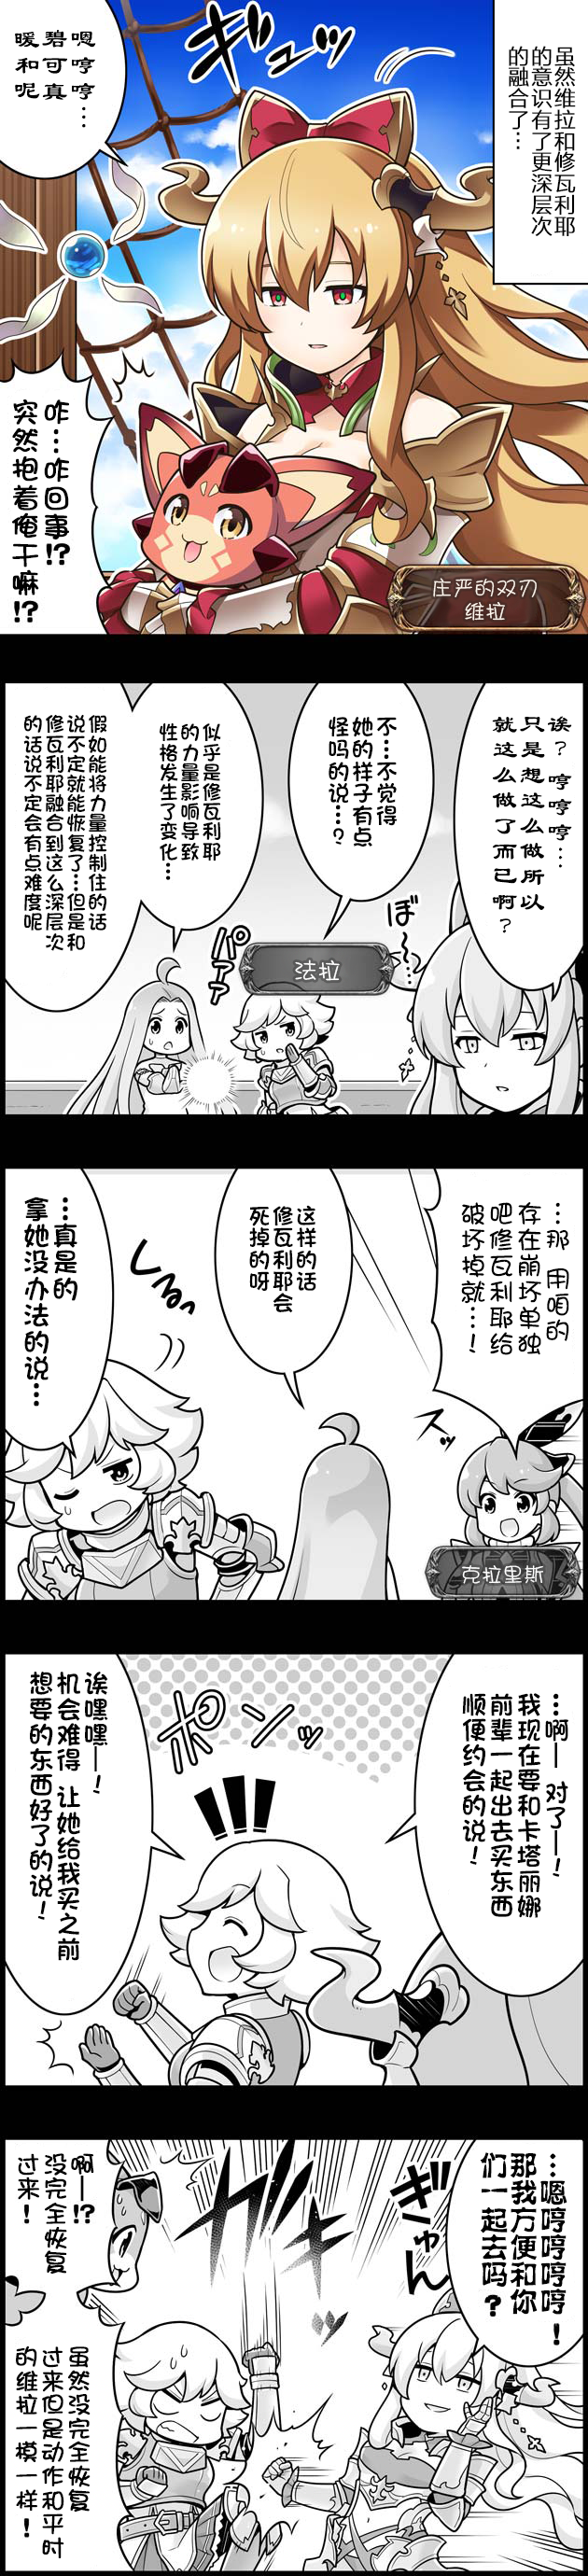 虽然维拉和修瓦利耶
的意识有了更深层次
的融合了…
ギュッ
嗯哼哼…
碧可真
暖和呢
咋…咋回事!?
突然抱着俺干嘛!?
庄严的双刃
维拉
诶？哼哼哼…
只是想这么做所以
就这么做了而已啊？
ぼ～…
不…不觉得
她的样子有点
怪吗的说…？
法拉
似乎是修瓦利耶
的力量影响导致
性格发生了变化…
パァァァ
假如能将力量控制住的话
说不定就能恢复了…但是和
修瓦利耶融合到这么深层次
的话说不定会有点难度呢
…那 用咱的
存在崩坏单独
吧修瓦利耶给
破坏掉就…！
スッ
克拉里斯
这样的话
修瓦利耶会
死掉的呀
くるっ
…真是的
拿她没办法的说…
…啊— 对了—！
我现在要和卡塔丽娜
前辈一起出去买东西
顺便约会的说！
ポンッ
!!!
诶嘿嘿—！
机会难得 让她给我买之前
想要的东西好了的说！
…嗯哼哼哼哼！
那我方便和你
们一起去吗？
ぎゅん
啊—!?
没完全恢复
过来！
虽然没完全恢复
过来但是动作和平时
的维拉一摸一样！